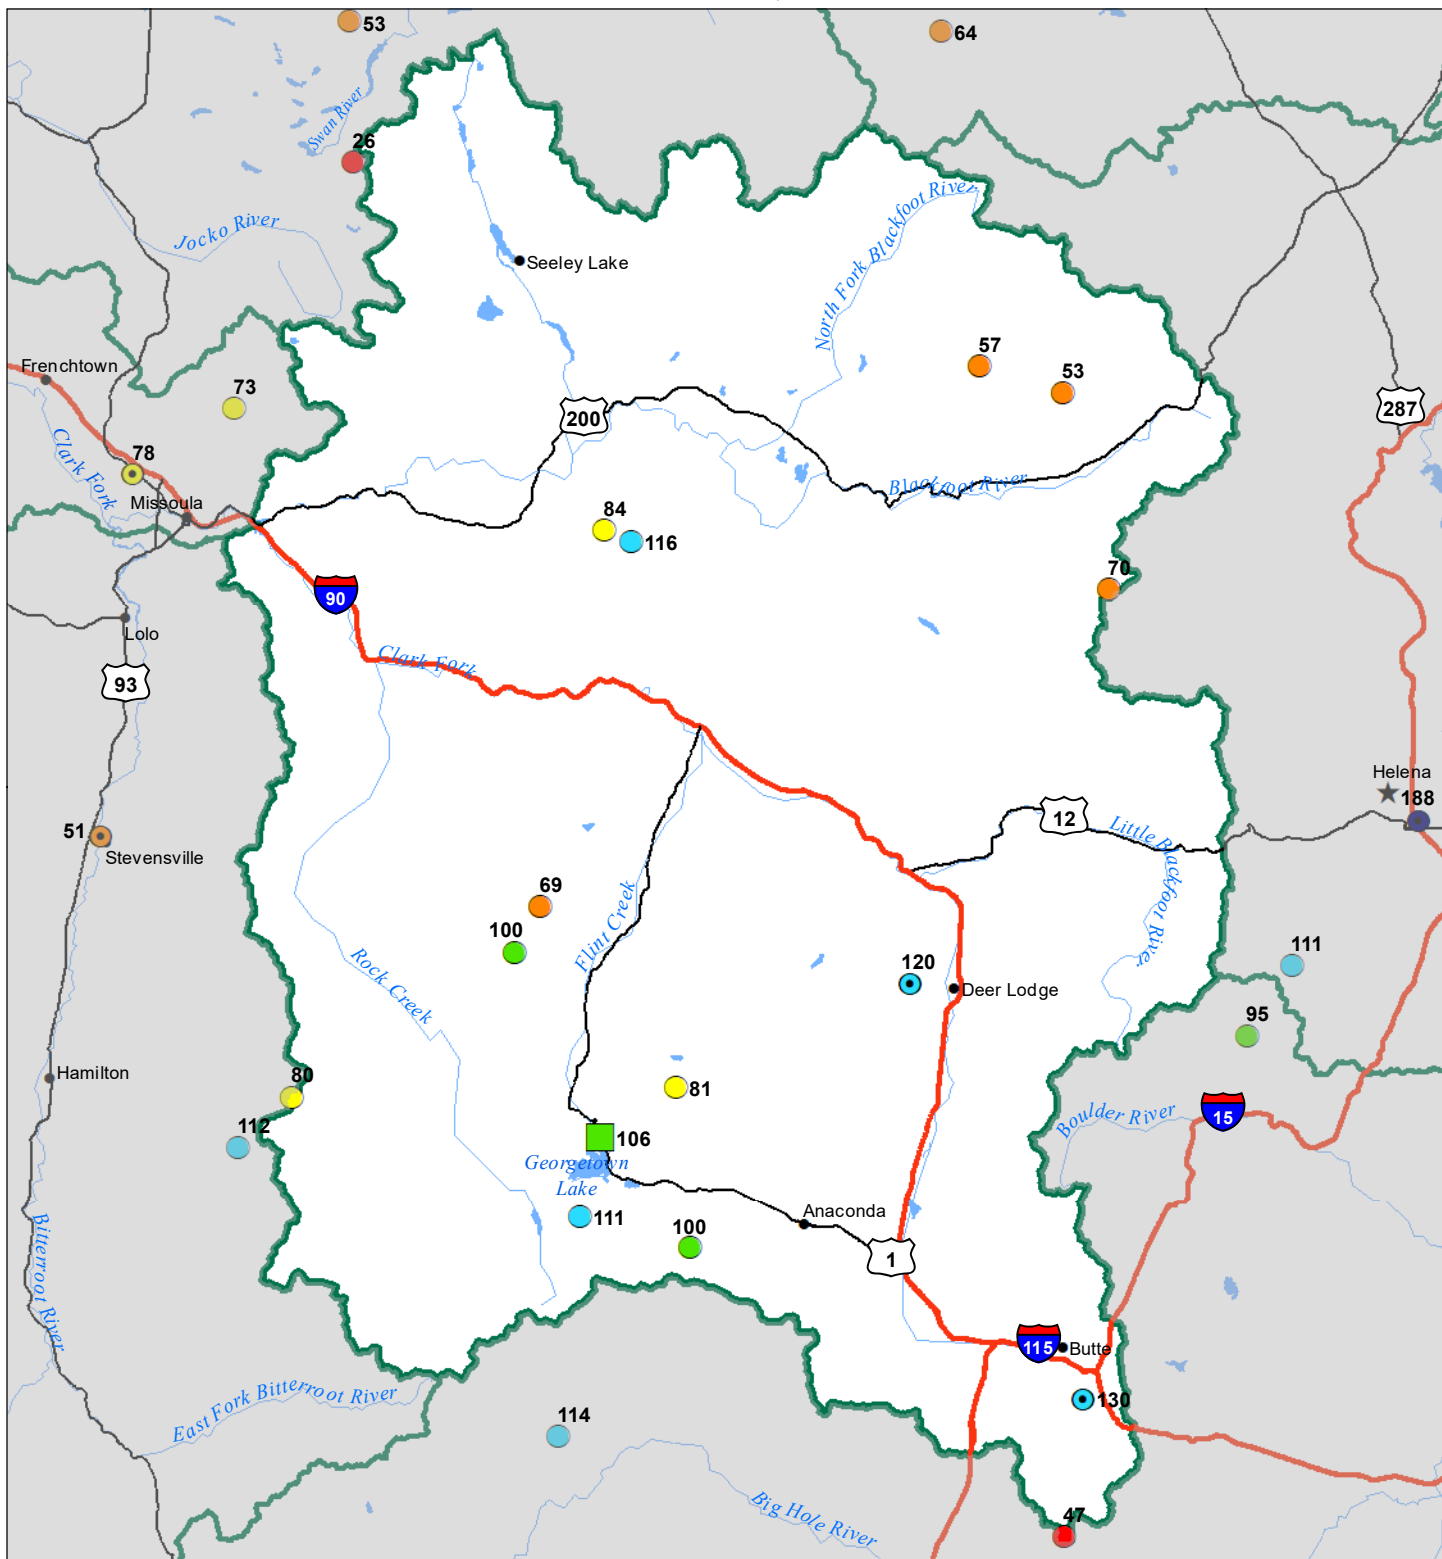 53
64
Swan River
26
North Fork Blackfoot River
Jocko River
Seeley Lake
57
53
Frenchtown
73
200
287
Clark Fork
78
Blackfoot River
Missoula
84
116
70
90
Lolo
Clark Fork
93
Helena
188
12
Little Blackfoot River
51
Stevensville
69
Flint Creek
100
Rock Creek
120
Deer Lodge
111
95
Hamilton
80
81
15
Boulder River
112
106
Georgetown
Lake
111
100
Anaconda
1
Bitterroot River
115
Butte
East Fork Bitterroot River
130
114
Big Hole River
47